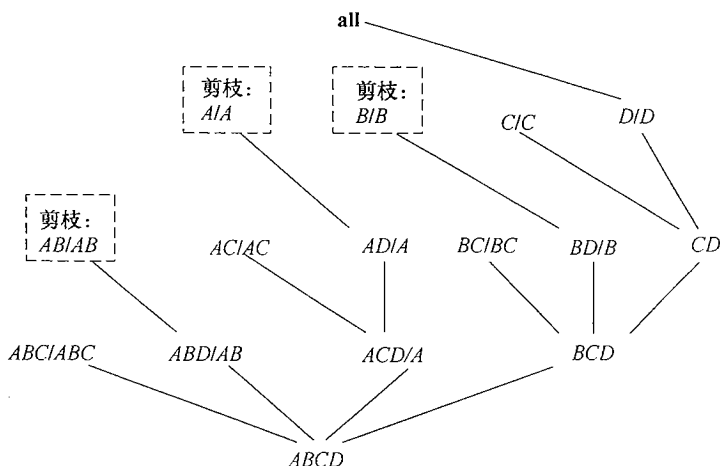 all
剪枝：
A/A
剪枝：
B/B
C/C
D/D
剪枝：
AB/AB
AC/AC
AD/A
BC/BC
BD/B
CD
ABC/ABC
ABD/AB
ACD/A
BCD
ABCD